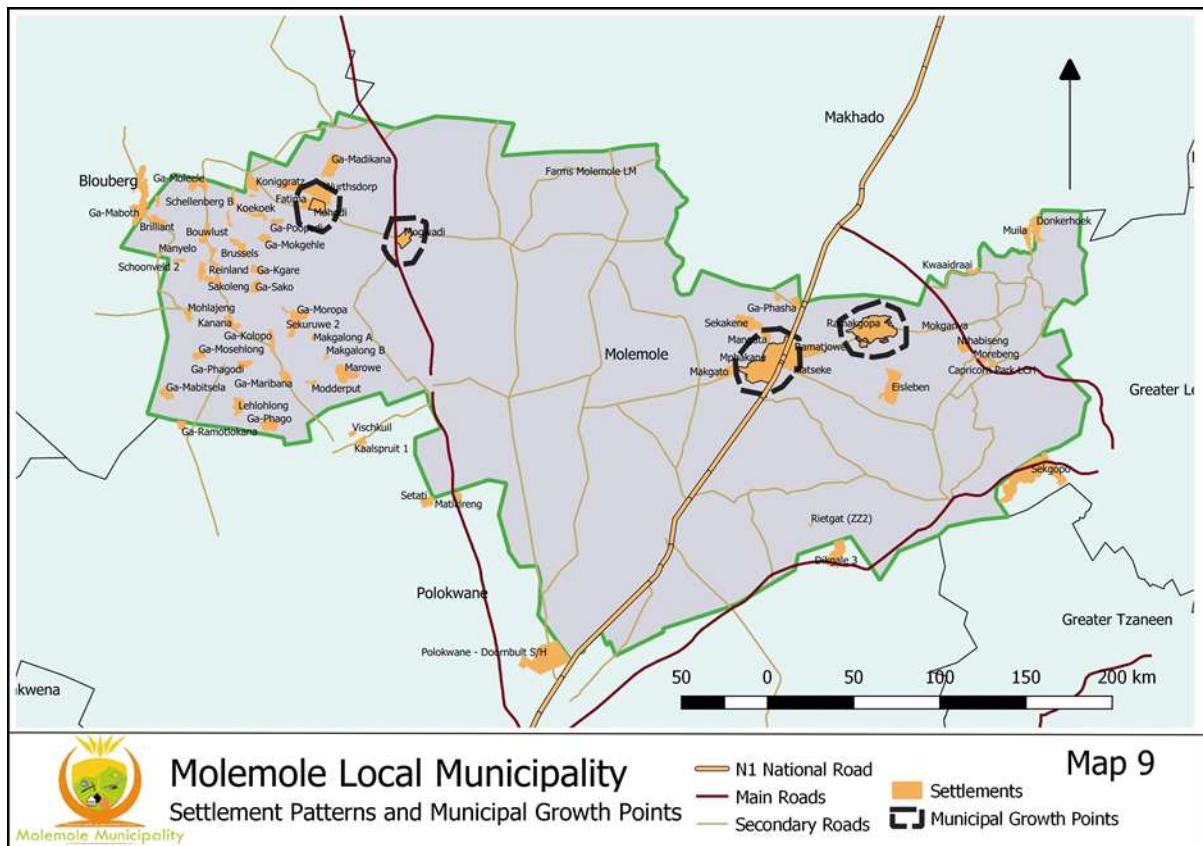 Makhado
Ga-Madikana
Farms Molemole LM
Blouberg
Ga-Moleele
Koniggratz
Wurthsdorp
Schellenberg B
Fatima
Ga-Maboth
Koekoek
Mohodi
Brilliant
Bouwlust
Mogwadi
Donkerhoek
Muila
Manyelo
Ga-Mokgehle
Brussels
Schoonveld 2
Reinland
Ga-Kgare
Kwaaidraai
Sakoleng
Ga-Sako
Mohlajeng
Ga-Moropa
Ga-Phasha
Kanana
Sekuruwe 2
Sekakene
Ramakgopa
Mokganya
Ga-Kolopo
Makgalong A
Mangata
Ramatjowe
Nthabiseng
Ga-Mosehlong
Makgalong B
Molemole
Mphakane
Morebeng
Ga-Phagodi
Marowe
Makgato
Matseke
Capricorn Park LCH
Ga-Mabitsela
Ga-Maribana
Modderput
Eisleben
Greater Le
Lehlohlong
Ga-Phago
Ga-Ramotlokana
Vischkuil
Kaalspruit 1
Sekgopo
Setati
Rietgat (ZZ2)
Dikgale 3
Polokwane
Greater Tzaneen
Polokwane - Doornbult S/H
akwena
50 0 50 100 150 200 km
Molemole Local Municipality
Settlement Patterns and Municipal Growth Points
Molemole Municipality
N1 National Road
Main Roads
Secondary Roads
Settlements
Municipal Growth Points
Map 9